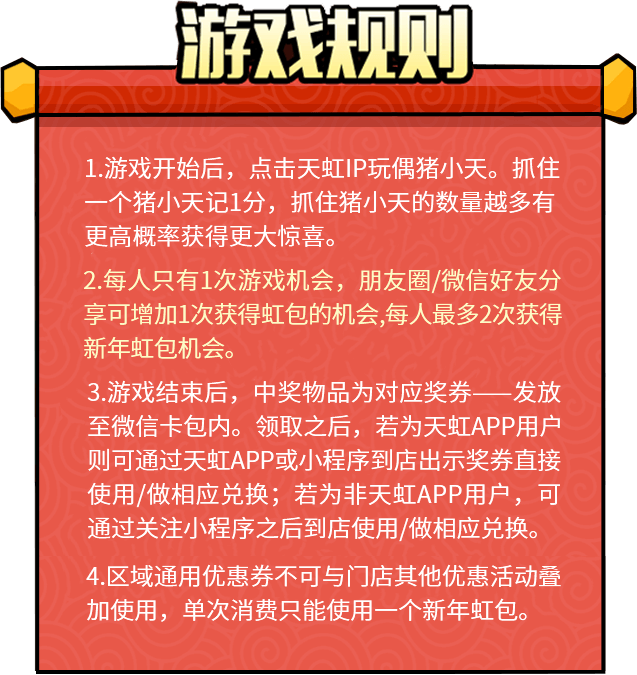 游戏规则
1.游戏开始后，点击天虹IP玩偶猪小天。抓住
一个猪小天记1分，抓住猪小天的数量越多有
更高概率获得更大惊喜。
2.每人只有1次游戏机会，朋友圈/微信好友分
享可增加1次获得虹包的机会,每人最多2次获得
新年虹包机会。
3.游戏结束后，中奖物品为对应奖券——发放
至微信卡包内。领取之后，若为天虹APP用户
则可通过天虹APP或小程序到店出示奖券直接
使用/做相应兑换；若为非天虹APP用户，可
通过关注小程序之后到店使用/做相应兑换。
4.区域通用优惠券不可与门店其他优惠活动叠
加使用，单次消费只能使用一个新年虹包。